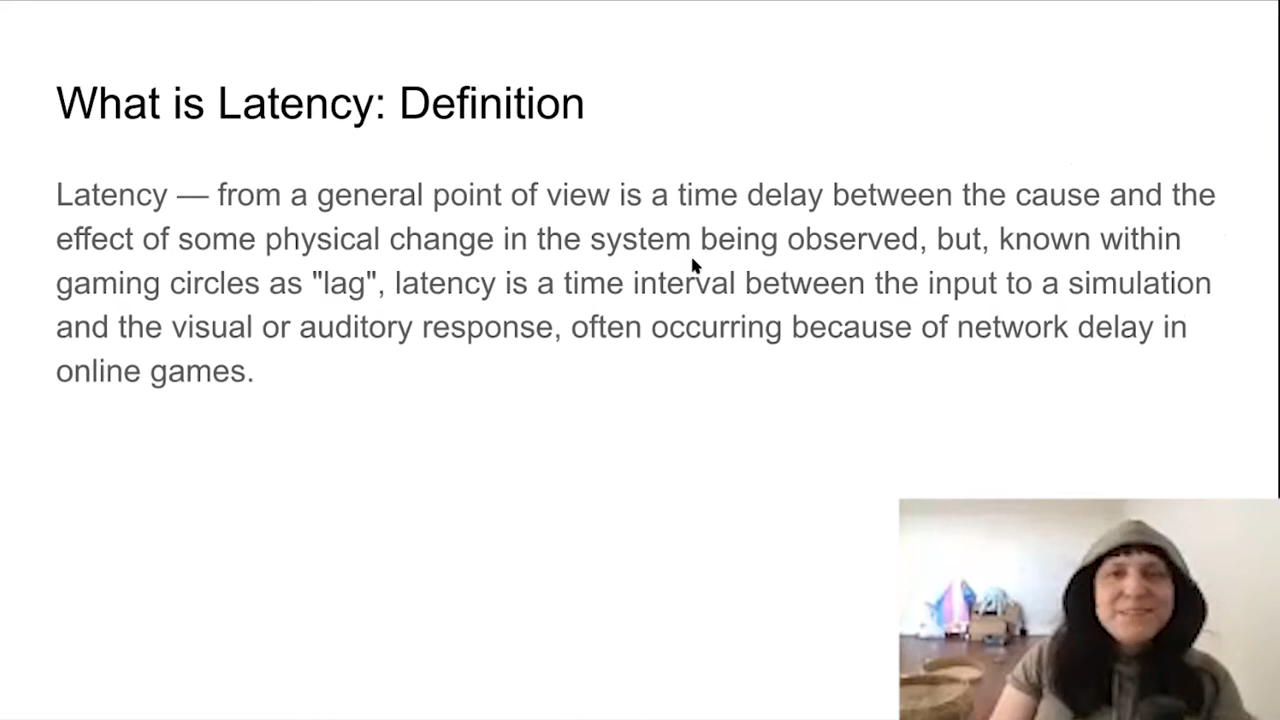 What is Latency: Definition
Latency — from a general point of view is a time delay between the cause and the
effect of some physical change in the system being observed, but, known within
gaming circles as "lag", latency is a time interval between the input to a simulation
and the visual or auditory response, often occurring because of network delay in
online games.